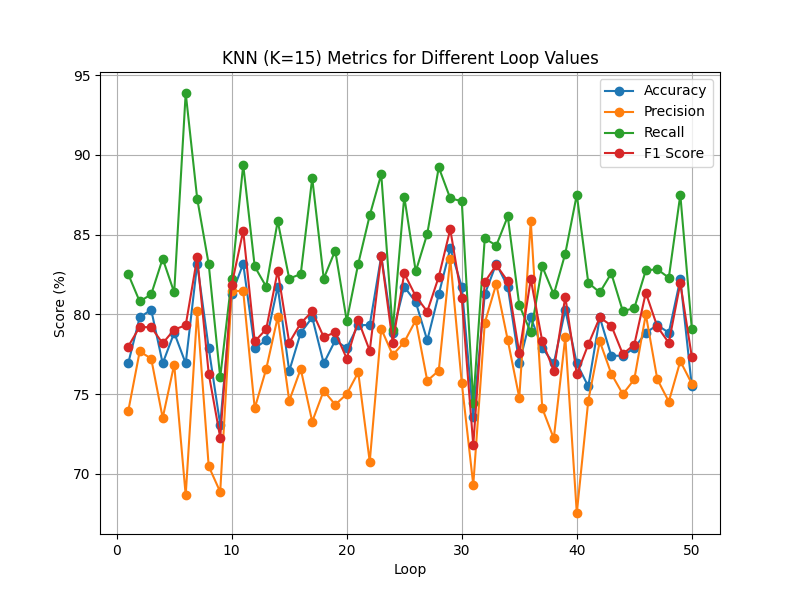 KNN (K=15) Metrics for Different Loop Values
Accuracy
Precision
Recall
F1 Score
Score (%)
95
90
85
80
75
70
0 10 20 30 40 50
Loop